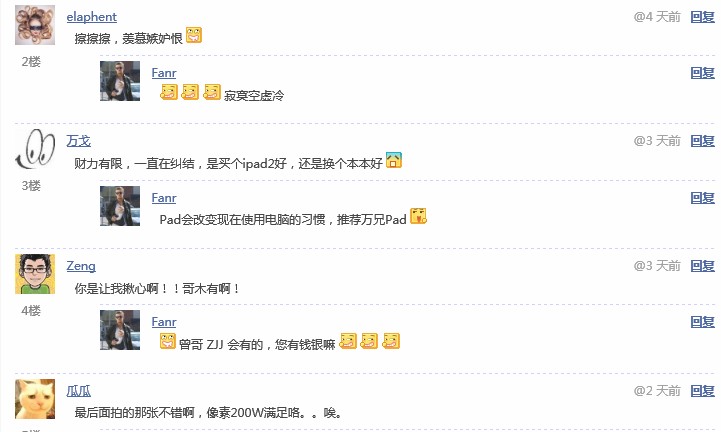 elaphent @4 天前 回复
擦擦擦，羡慕嫉妒恨
2楼
Fanr 回复
寂寞空虚冷
万戈 @3 天前 回复
财力有限，一直在纠结，是买个ipad2好，还是换个本本好
3楼
Fanr 回复
Pad会改变现在使用电脑的习惯，推荐万兄Pad
Zeng @3 天前 回复
你是让我揪心啊！！哥木有啊！
4楼
Fanr 回复
曾哥 ZJJ 会有的，您有钱银嘛
瓜瓜 @2 天前 回复
最后面拍的那张不错啊，像素200W满足咯。。唉。